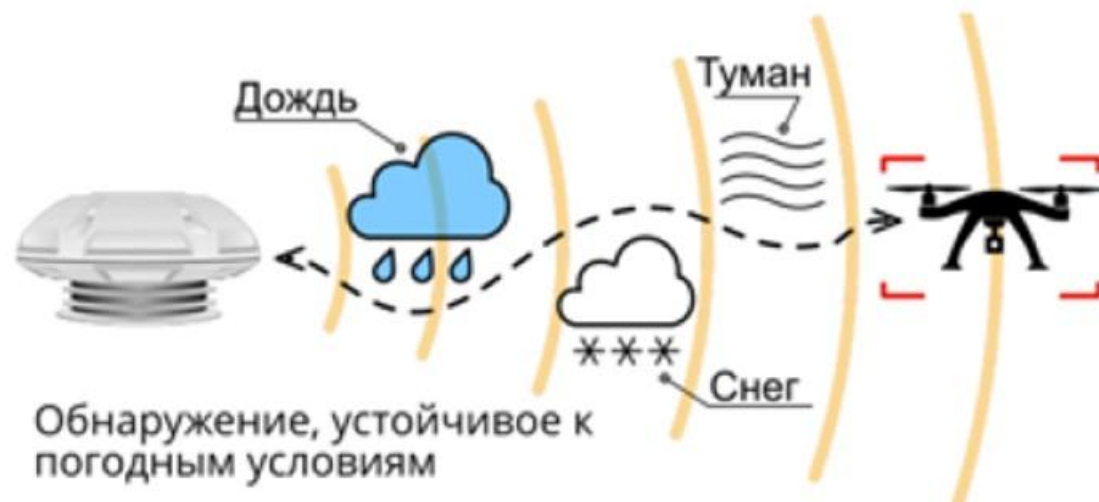 Туман
Дождь
Снег
Обнаружение, устойчивое к
погодным условиям